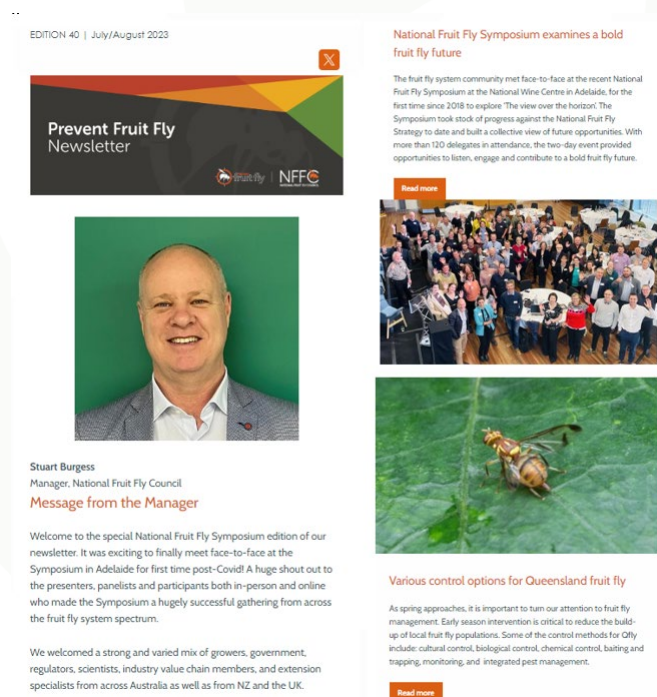 EDITION 40 | July/August 2023
Prevent Fruit Fly
Newsletter
fruit fly
NFFC
NATIONAL FRUIT FLY COUNCIL
Stuart Burgess
Manager, National Fruit Fly Council
Message from the Manager
Welcome to the special National Fruit Fly Symposium edition of our
newsletter. It was exciting to finally meet face-to-face at the
Symposium in Adelaide for first time post-Covid! A huge shout out to
the presenters, panelists and participants both in-person and online
who made the Symposium a hugely successful gathering from across
the fruit fly system spectrum.
We welcomed a strong and varied mix of growers, government,
regulators, scientists, industry value chain members, and extension
specialists from across Australia as well as from NZ and the UK.
National Fruit Fly Symposium examines a bold
fruit fly future
The fruit fly system community met face-to-face at the recent National
Fruit Fly Symposium at the National Wine Centre in Adelaide, for the
first time since 2018 to explore 'The view over the horizon'. The
Symposium took stock of progress against the National Fruit Fly
Strategy to date and built a collective view of future opportunities. With
more than 120 delegates in attendance, the two-day event provided
opportunities to listen, engage and contribute to a bold fruit fly future.
Read more
Various control options for Queensland fruit fly
As spring approaches, it is important to turn our attention to fruit fly
management. Early season intervention is critical to reduce the build-
up of local fruit fly populations. Some of the control methods for Qfly
include: cultural control, biological control, chemical control, baiting and
trapping, monitoring, and integrated pest management.
Read more